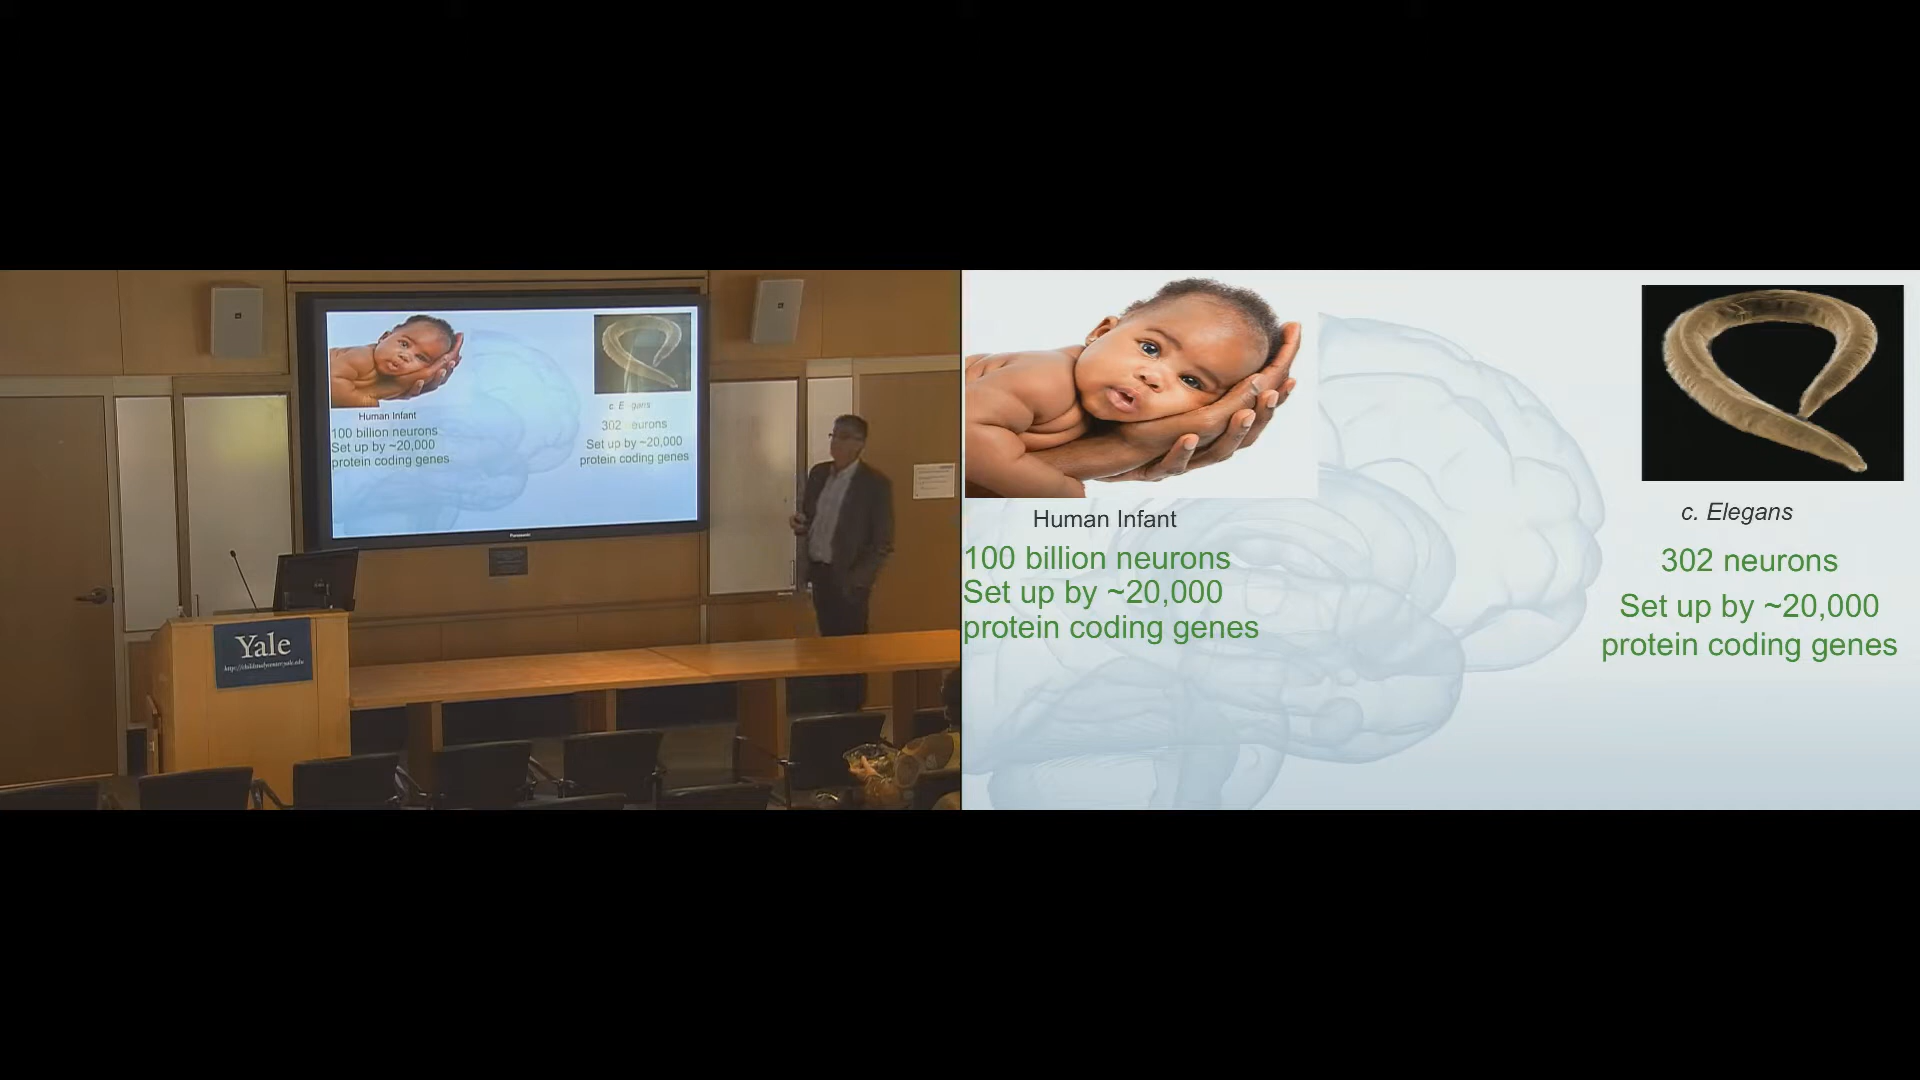 Human Infant
100 billion neurons
Set up by ~20,000
protein coding genes
302
Set up by ~20,000
protein coding genes
Yale
Human Infant
100 billion neurons
Set up by ~20,000
protein coding genes
c. Elegans
302 neurons
Set up by ~20,000
protein coding genes